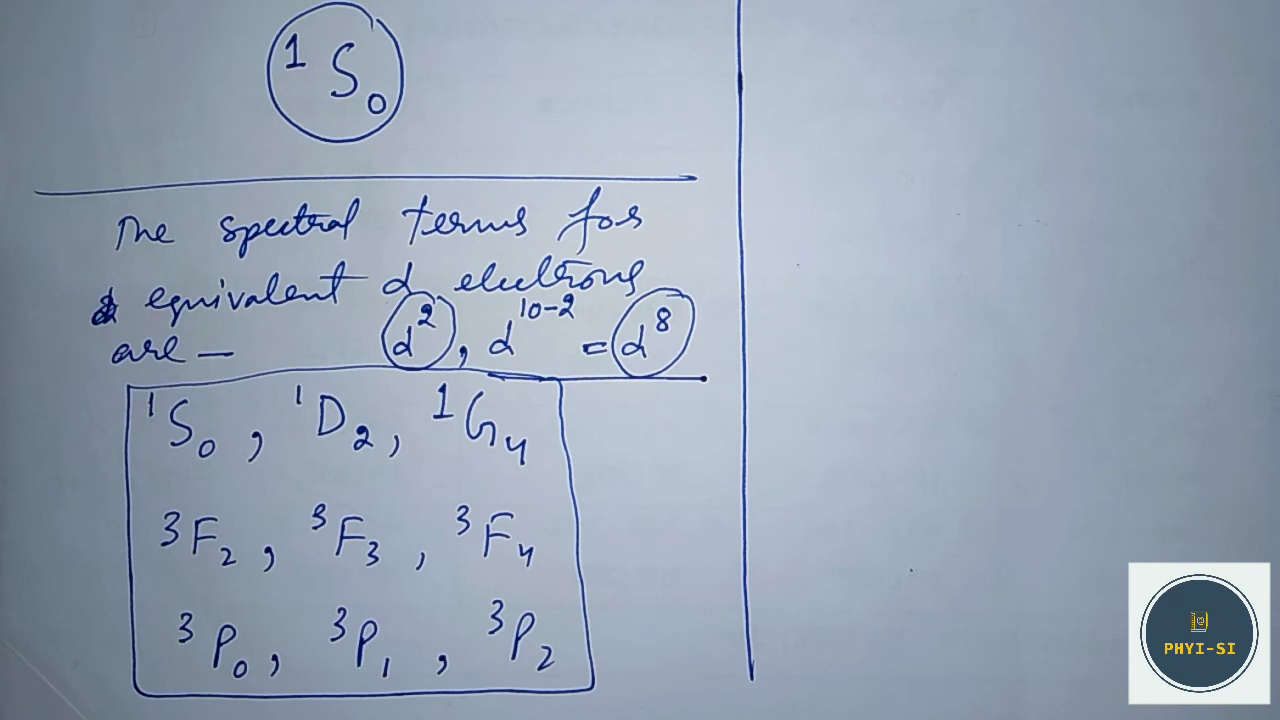 ¹S₀
The spectral terms for
equivalent d electrons
are — d², d¹⁰⁻² = d⁸
¹S₀, ¹D₂, ¹G₄
³F₂, ³F₃, ³F₄
³P₀, ³P₁, ³P₂
PHYI-SI